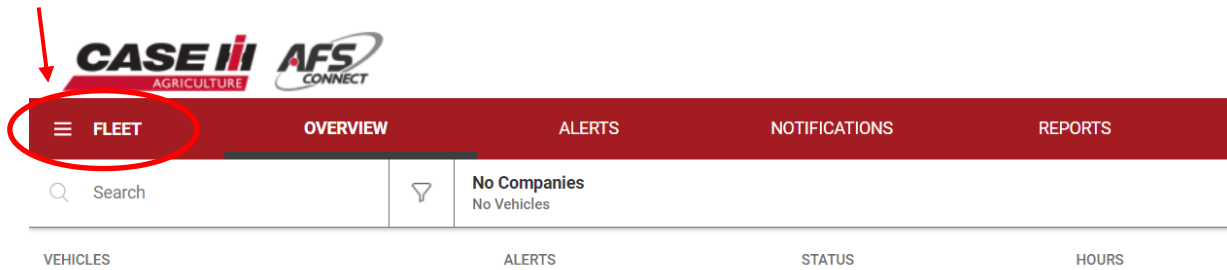 CASE IH AFS
AGRICULTURE CONNECT
FLEET OVERVIEW ALERTS NOTIFICATIONS REPORTS
Search No Companies
No Vehicles
VEHICLES ALERTS STATUS HOURS